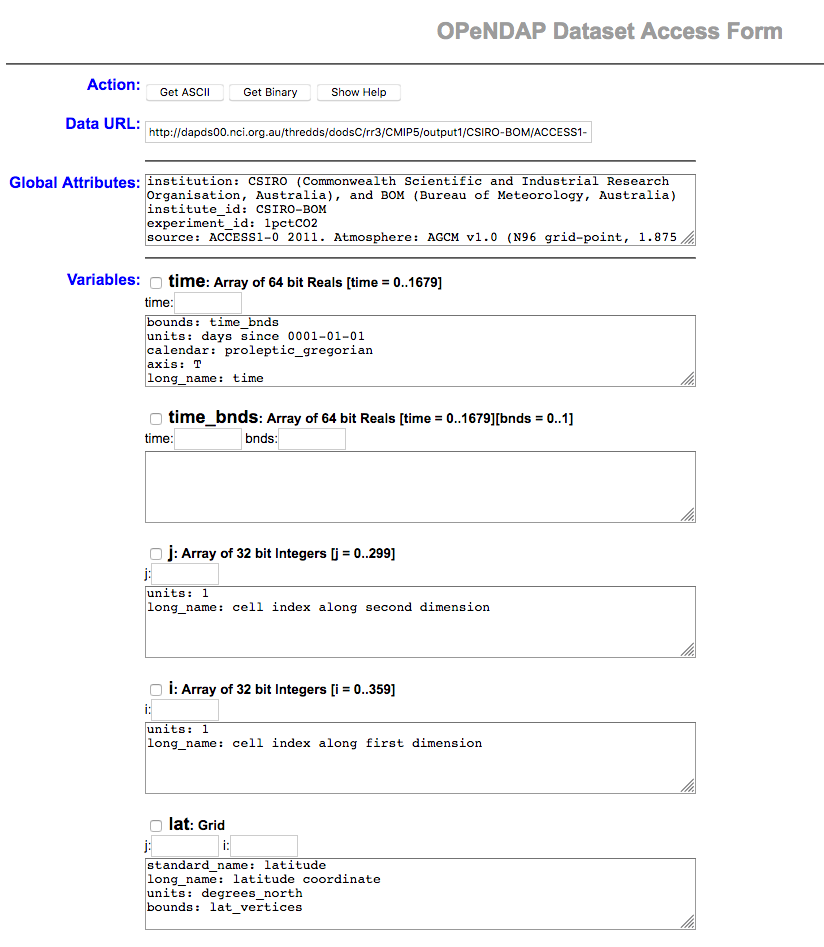 OPeNDAP Dataset Access Form
Action: Get ASCII Get Binary Show Help
Data URL: http://dapds00.nci.org.au/thredds/dodsC/rr3/CMIP5/output1/CSIRO-BOM/ACCESS1-
Global Attributes: institution: CSIRO (Commonwealth Scientific and Industrial Research
Organisation, Australia), and BOM (Bureau of Meteorology, Australia)
institute_id: CSIRO-BOM
experiment_id: 1pctCO2
source: ACCESS1-0 2011. Atmosphere: AGCM v1.0 (N96 grid-point, 1.875
Variables: time: Array of 64 bit Reals [time = 0..1679]
time:
bounds: time_bnds
units: days since 0001-01-01
calendar: proleptic_gregorian
axis: T
long_name: time
time_bnds: Array of 64 bit Reals [time = 0..1679][bnds = 0..1]
time: bnds:
j: Array of 32 bit Integers [j = 0..299]
j:
units: 1
long_name: cell index along second dimension
i: Array of 32 bit Integers [i = 0..359]
i:
units: 1
long_name: cell index along first dimension
lat: Grid
j: i:
standard_name: latitude
long_name: latitude coordinate
units: degrees_north
bounds: lat_vertices